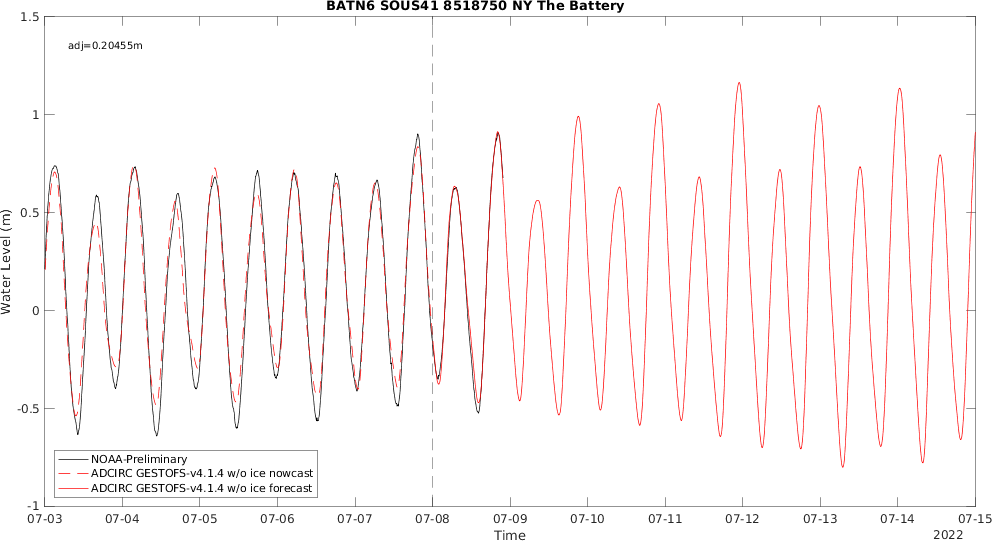 BATN6 SOUS41 8518750 NY The Battery
adj=0.20455m
Water Level (m)
1.5
1
0.5
0
-0.5
-1
NOAA-Preliminary
ADCIRC GESTOFS-v4.1.4 w/o ice nowcast
ADCIRC GESTOFS-v4.1.4 w/o ice forecast
07-03 07-04 07-05 07-06 07-07 07-08 07-09 07-10 07-11 07-12 07-13 07-14 07-15
Time
2022